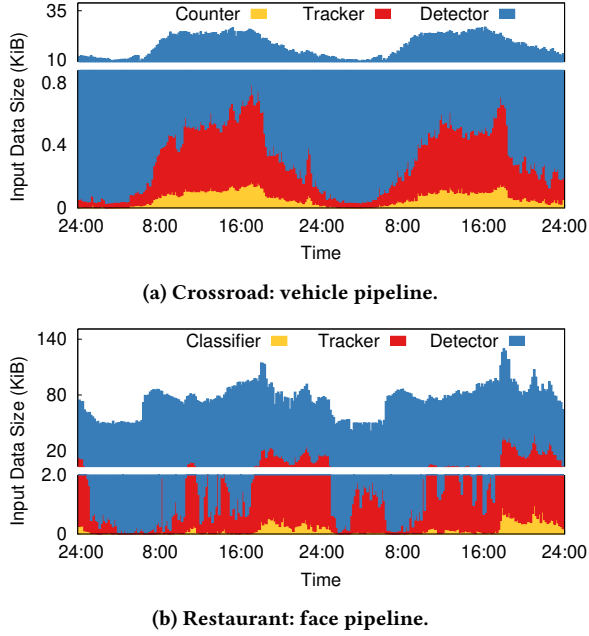 Counter Tracker Detector
35
10
0.8
0.4
0
Input Data Size (KiB)
24:00 8:00 16:00 24:00 8:00 16:00 24:00
Time
(a) Crossroad: vehicle pipeline.
Classifier Tracker Detector
140
80
20
2.0
0
Input Data Size (KiB)
24:00 8:00 16:00 24:00 8:00 16:00 24:00
Time
(b) Restaurant: face pipeline.